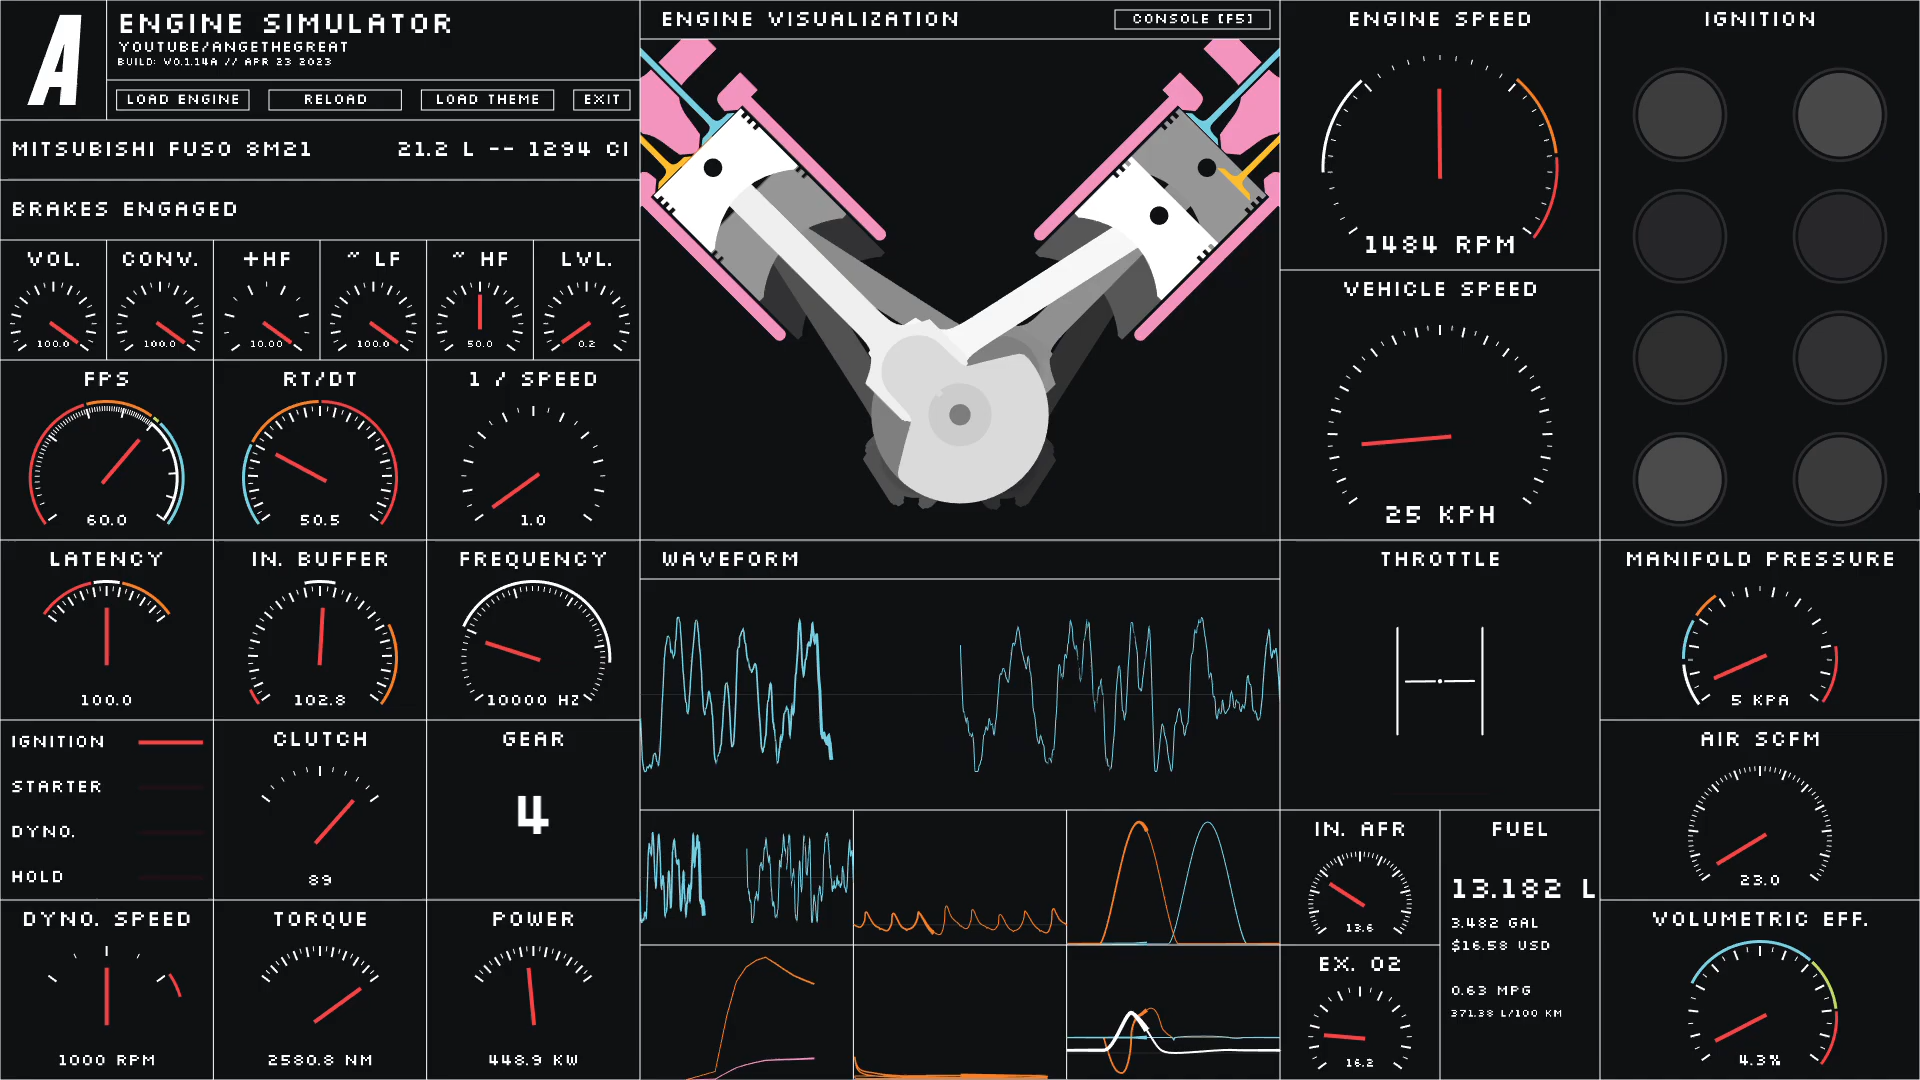 A
ENGINE SIMULATOR
YOUTUBE/ANGETHEGREAT
BUILD: V0.1.14A // APR 23 2023
LOAD ENGINE RELOAD LOAD THEME EXIT
MITSUBISHI FUSO 8M21 21.2 L -- 1294 CI
BRAKES ENGAGED
VOL. CONV. +HF ~ LF ~ HF LVL.
100.0 100.0 10.00 100.0 50.0 0.2
FPS RT/DT 1 / SPEED
60.0 50.5 1.0
LATENCY IN. BUFFER FREQUENCY
100.0 102.8 10000 HZ
IGNITION
STARTER
DYNO.
HOLD
CLUTCH
89
GEAR
4
DYNO. SPEED TORQUE POWER
1000 RPM 2580.8 NM 448.9 KW
ENGINE VISUALIZATION CONSOLE [F5]
WAVEFORM
ENGINE SPEED
1484 RPM
VEHICLE SPEED
25 KPH
THROTTLE
IN. AFR
13.6
EX. O2
16.2
FUEL
13.182 L
3.482 GAL
$16.58 USD
0.63 MPG
371.38 L/100 KM
IGNITION
MANIFOLD PRESSURE
5 KPA
AIR SCFM
23.0
VOLUMETRIC EFF.
4.3%